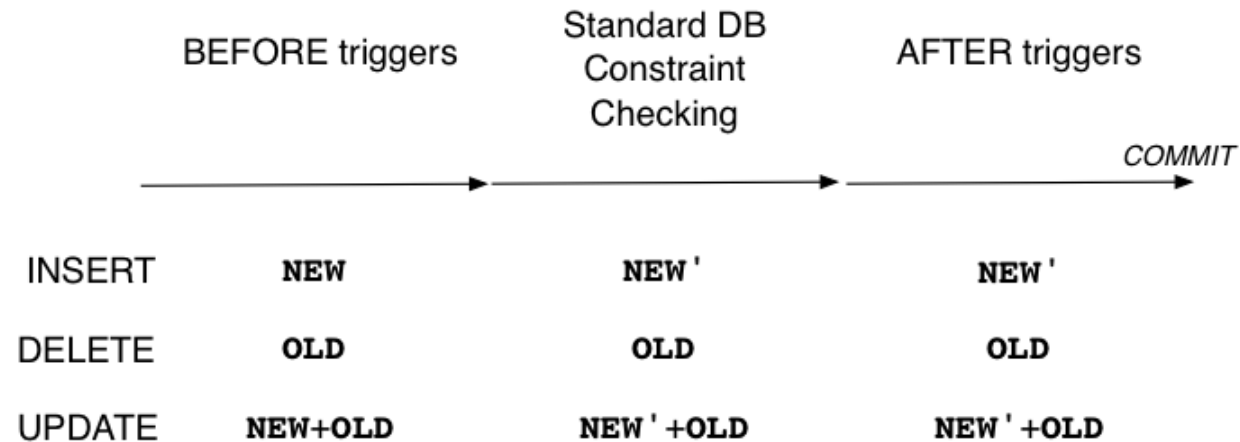 BEFORE triggers
Standard DB
Constraint
Checking
AFTER triggers
COMMIT
INSERT NEW NEW' NEW'
DELETE OLD OLD OLD
UPDATE NEW+OLD NEW'+OLD NEW'+OLD